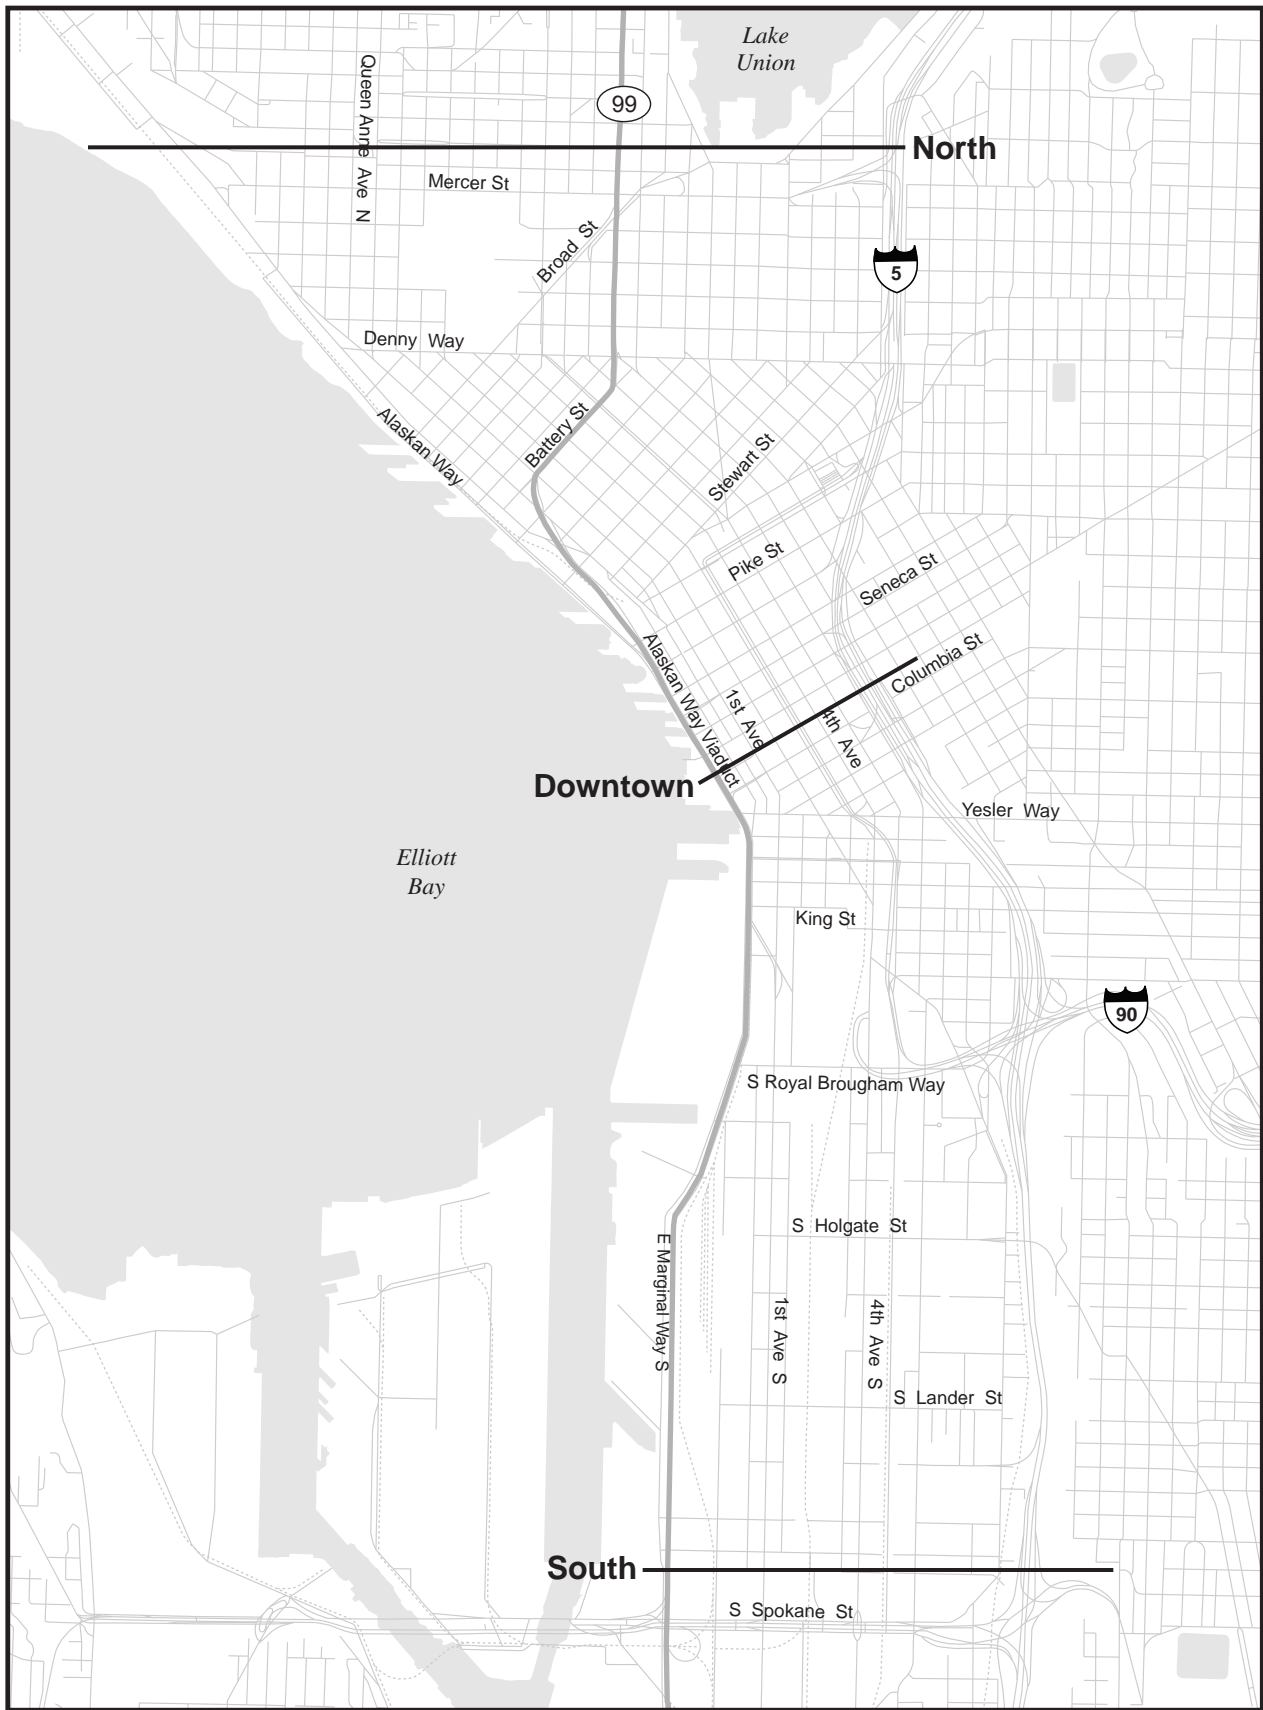 Lake
Union
Queen Anne Ave N
99
North
Mercer St
Broad St
5
Denny Way
Alaskan Way
Battery St
Stewart St
Pike St
Seneca St
Columbia St
Alaskan Way Viaduct
1st Ave
4th Ave
Downtown
Yesler Way
Elliott
Bay
King St
90
S Royal Brougham Way
S Holgate St
E Marginal Way S
1st Ave S
4th Ave S
S Lander St
South
S Spokane St